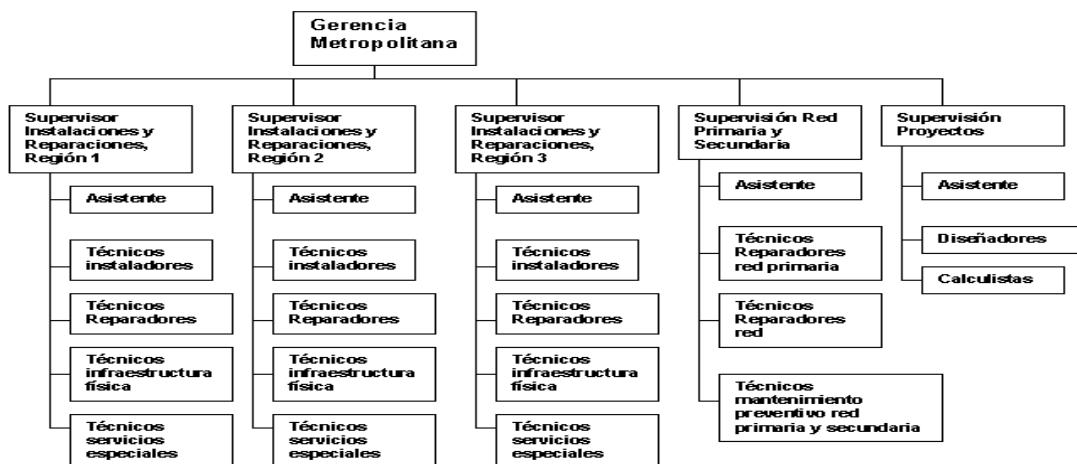 Gerencia
Metropolitana
Supervisor
Instalaciones y
Reparaciones,
Región 1
Asistente
Técnicos
instaladores
Técnicos
Reparadores
Técnicos
infraestructura
física
Técnicos
servicios
especiales
Supervisor
Instalaciones y
Reparaciones,
Región 2
Asistente
Técnicos
instaladores
Técnicos
Reparadores
Técnicos
infraestructura
física
Técnicos
servicios
especiales
Supervisor
Instalaciones y
Reparaciones,
Región 3
Asistente
Técnicos
instaladores
Técnicos
Reparadores
Técnicos
infraestructura
física
Técnicos
servicios
especiales
Supervisión Red
Primaria y
Secundaria
Asistente
Técnicos
Reparadores
red primaria
Técnicos
Reparadores
red
Técnicos
mantenimiento
preventivo red
primaria y secundaria
Supervisión
Proyectos
Asistente
Diseñadores
Calculistas